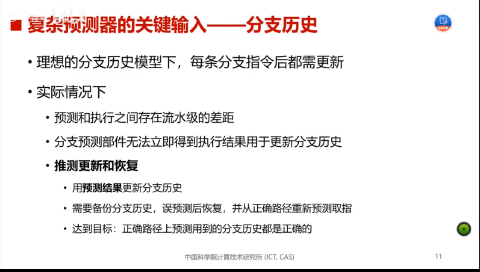 复杂预测器的关键输入——分支历史
• 理想的分支历史模型下，每条分支指令后都需更新
• 实际情况下
• 预测和执行之间存在流水级的差距
• 分支预测部件无法立即得到执行结果用于更新分支历史
• 推测更新和恢复
• 用预测结果更新分支历史
• 需要备份分支历史，误预测后恢复，并从正确路径重新预测取指
• 达到目标：正确路径上预测用到的分支历史都是正确的
中国科学院计算技术研究所 (ICT, CAS)
11